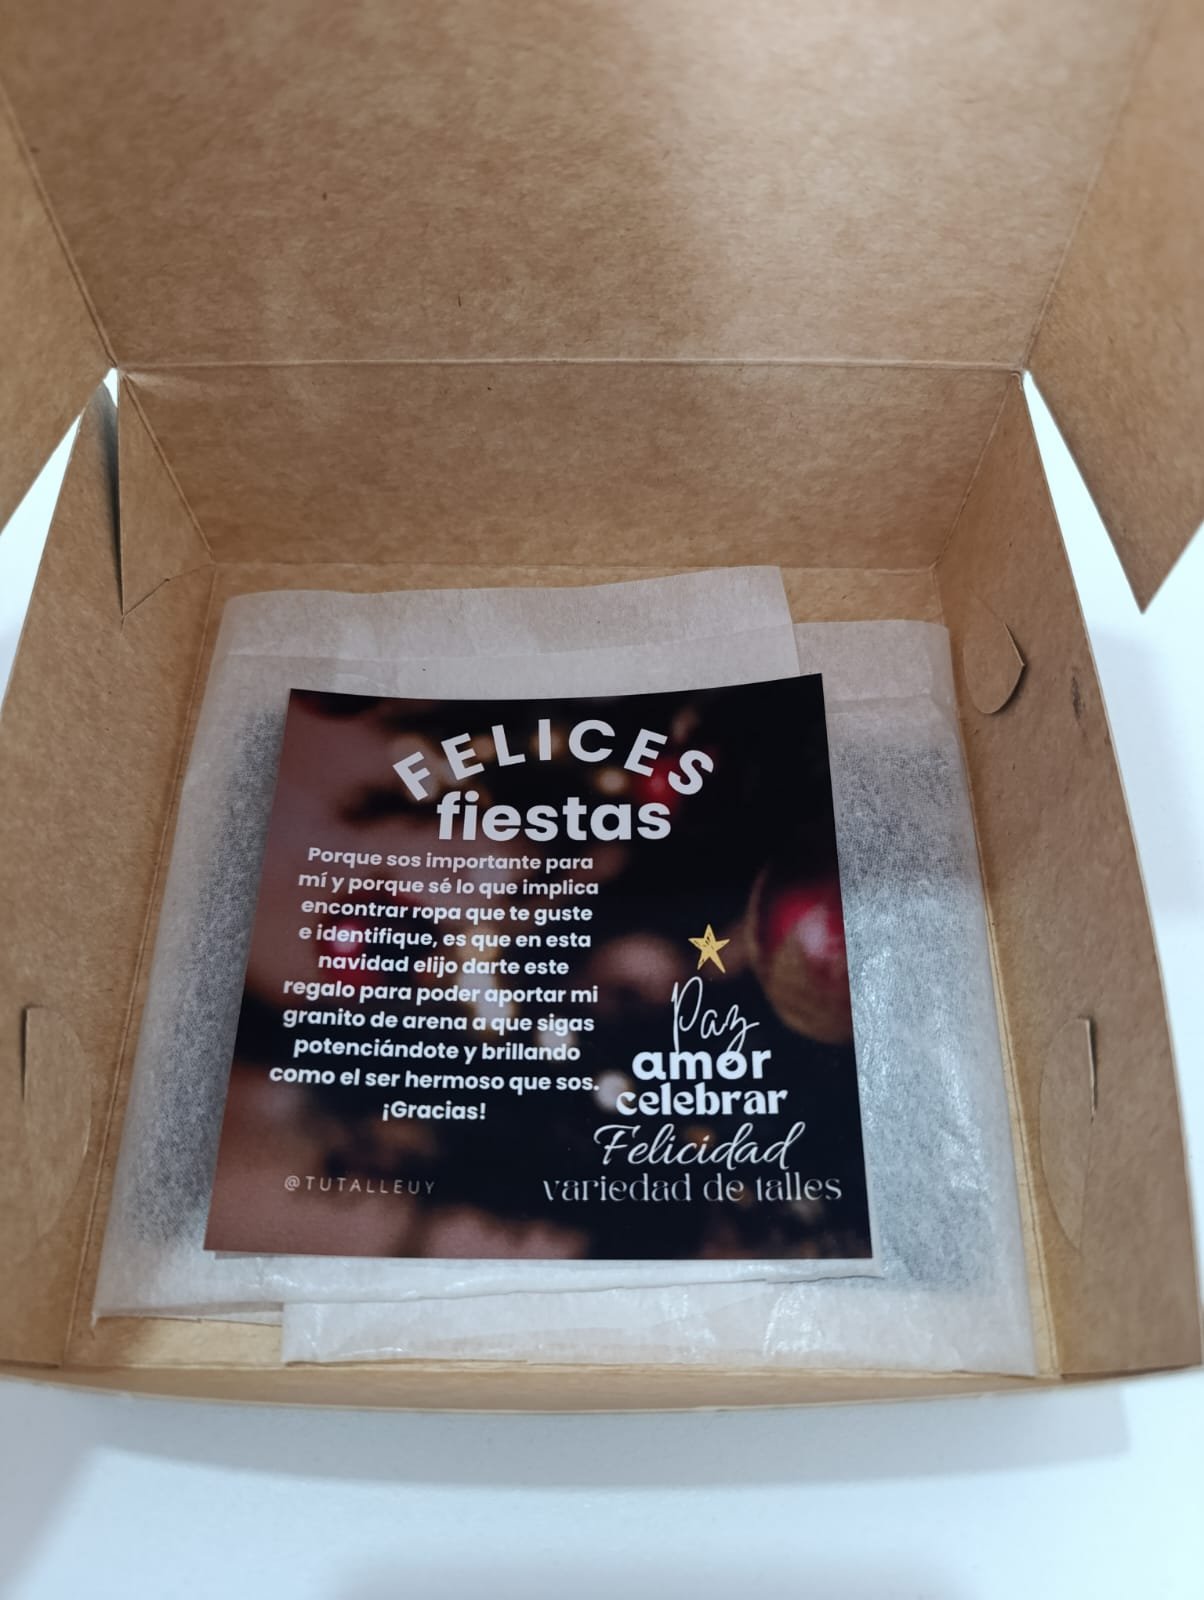 FELICES
fiestas
Porque sos importante para
mí y porque sé lo que implica
encontrar ropa que te guste
e identifique, es que en esta
navidad elijo darte este
regalo para poder aportar mi
granito de arena a que sigas
potenciándote y brillando
como el ser hermoso que sos.
¡Gracias!
Paz
amor
celebrar
Felicidad
variedad de talles
@TUTALLEUY